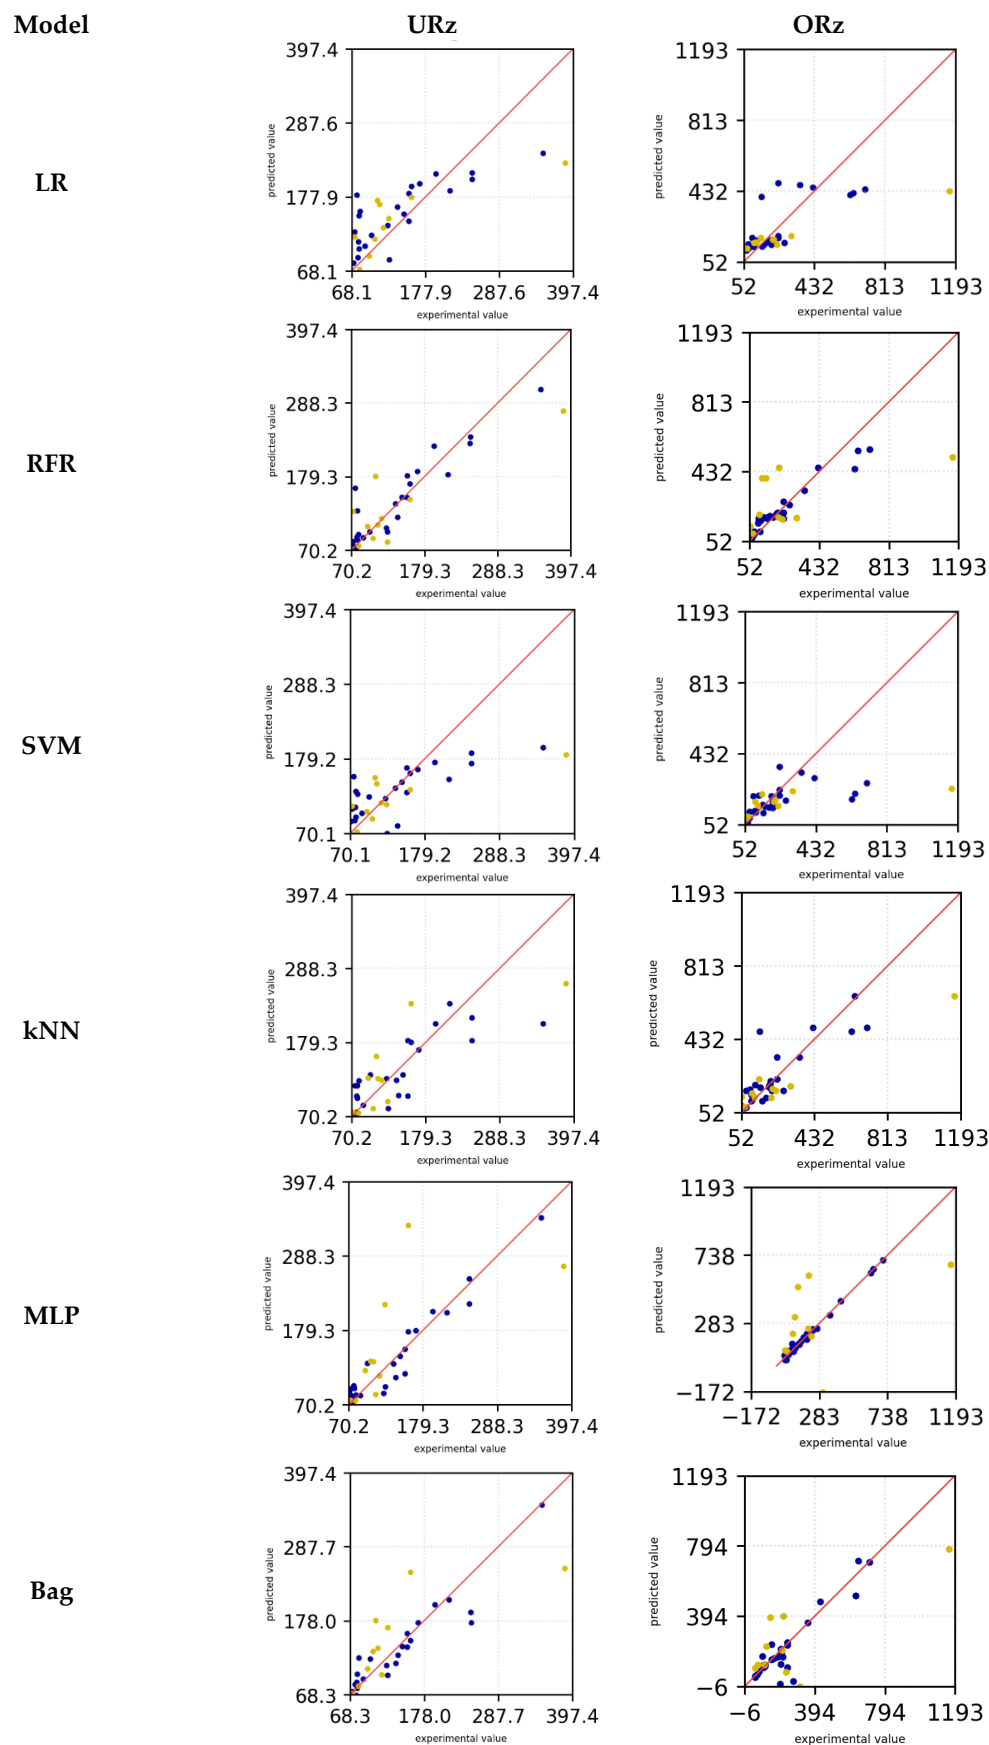 Model URz ORz
397.4 1193
287.6 813
predicted value predicted value
LR
177.9 432
68.1 52
68.1 177.9 287.6 397.4 52 432 813 1193
experimental value experimental value
397.4 1193
288.3 813
predicted value predicted value
RFR
179.3 432
70.2 52
70.2 179.3 288.3 397.4 52 432 813 1193
experimental value experimental value
397.4 1193
288.3 813
predicted value predicted value
SVM
179.2 432
70.1 52
70.1 179.2 288.3 397.4 52 432 813 1193
experimental value experimental value
397.4 1193
288.3 813
predicted value predicted value
kNN
179.3 432
70.2 52
70.2 179.3 288.3 397.4 52 432 813 1193
experimental value experimental value
397.4 1193
288.3 738
predicted value predicted value
MLP
179.3 283
70.2 −172
70.2 179.3 288.3 397.4 −172 283 738 1193
experimental value experimental value
397.4 1193
287.7 794
predicted value predicted value
Bag
178.0 394
68.3 −6
68.3 178.0 287.7 397.4 −6 394 794 1193
experimental value experimental value